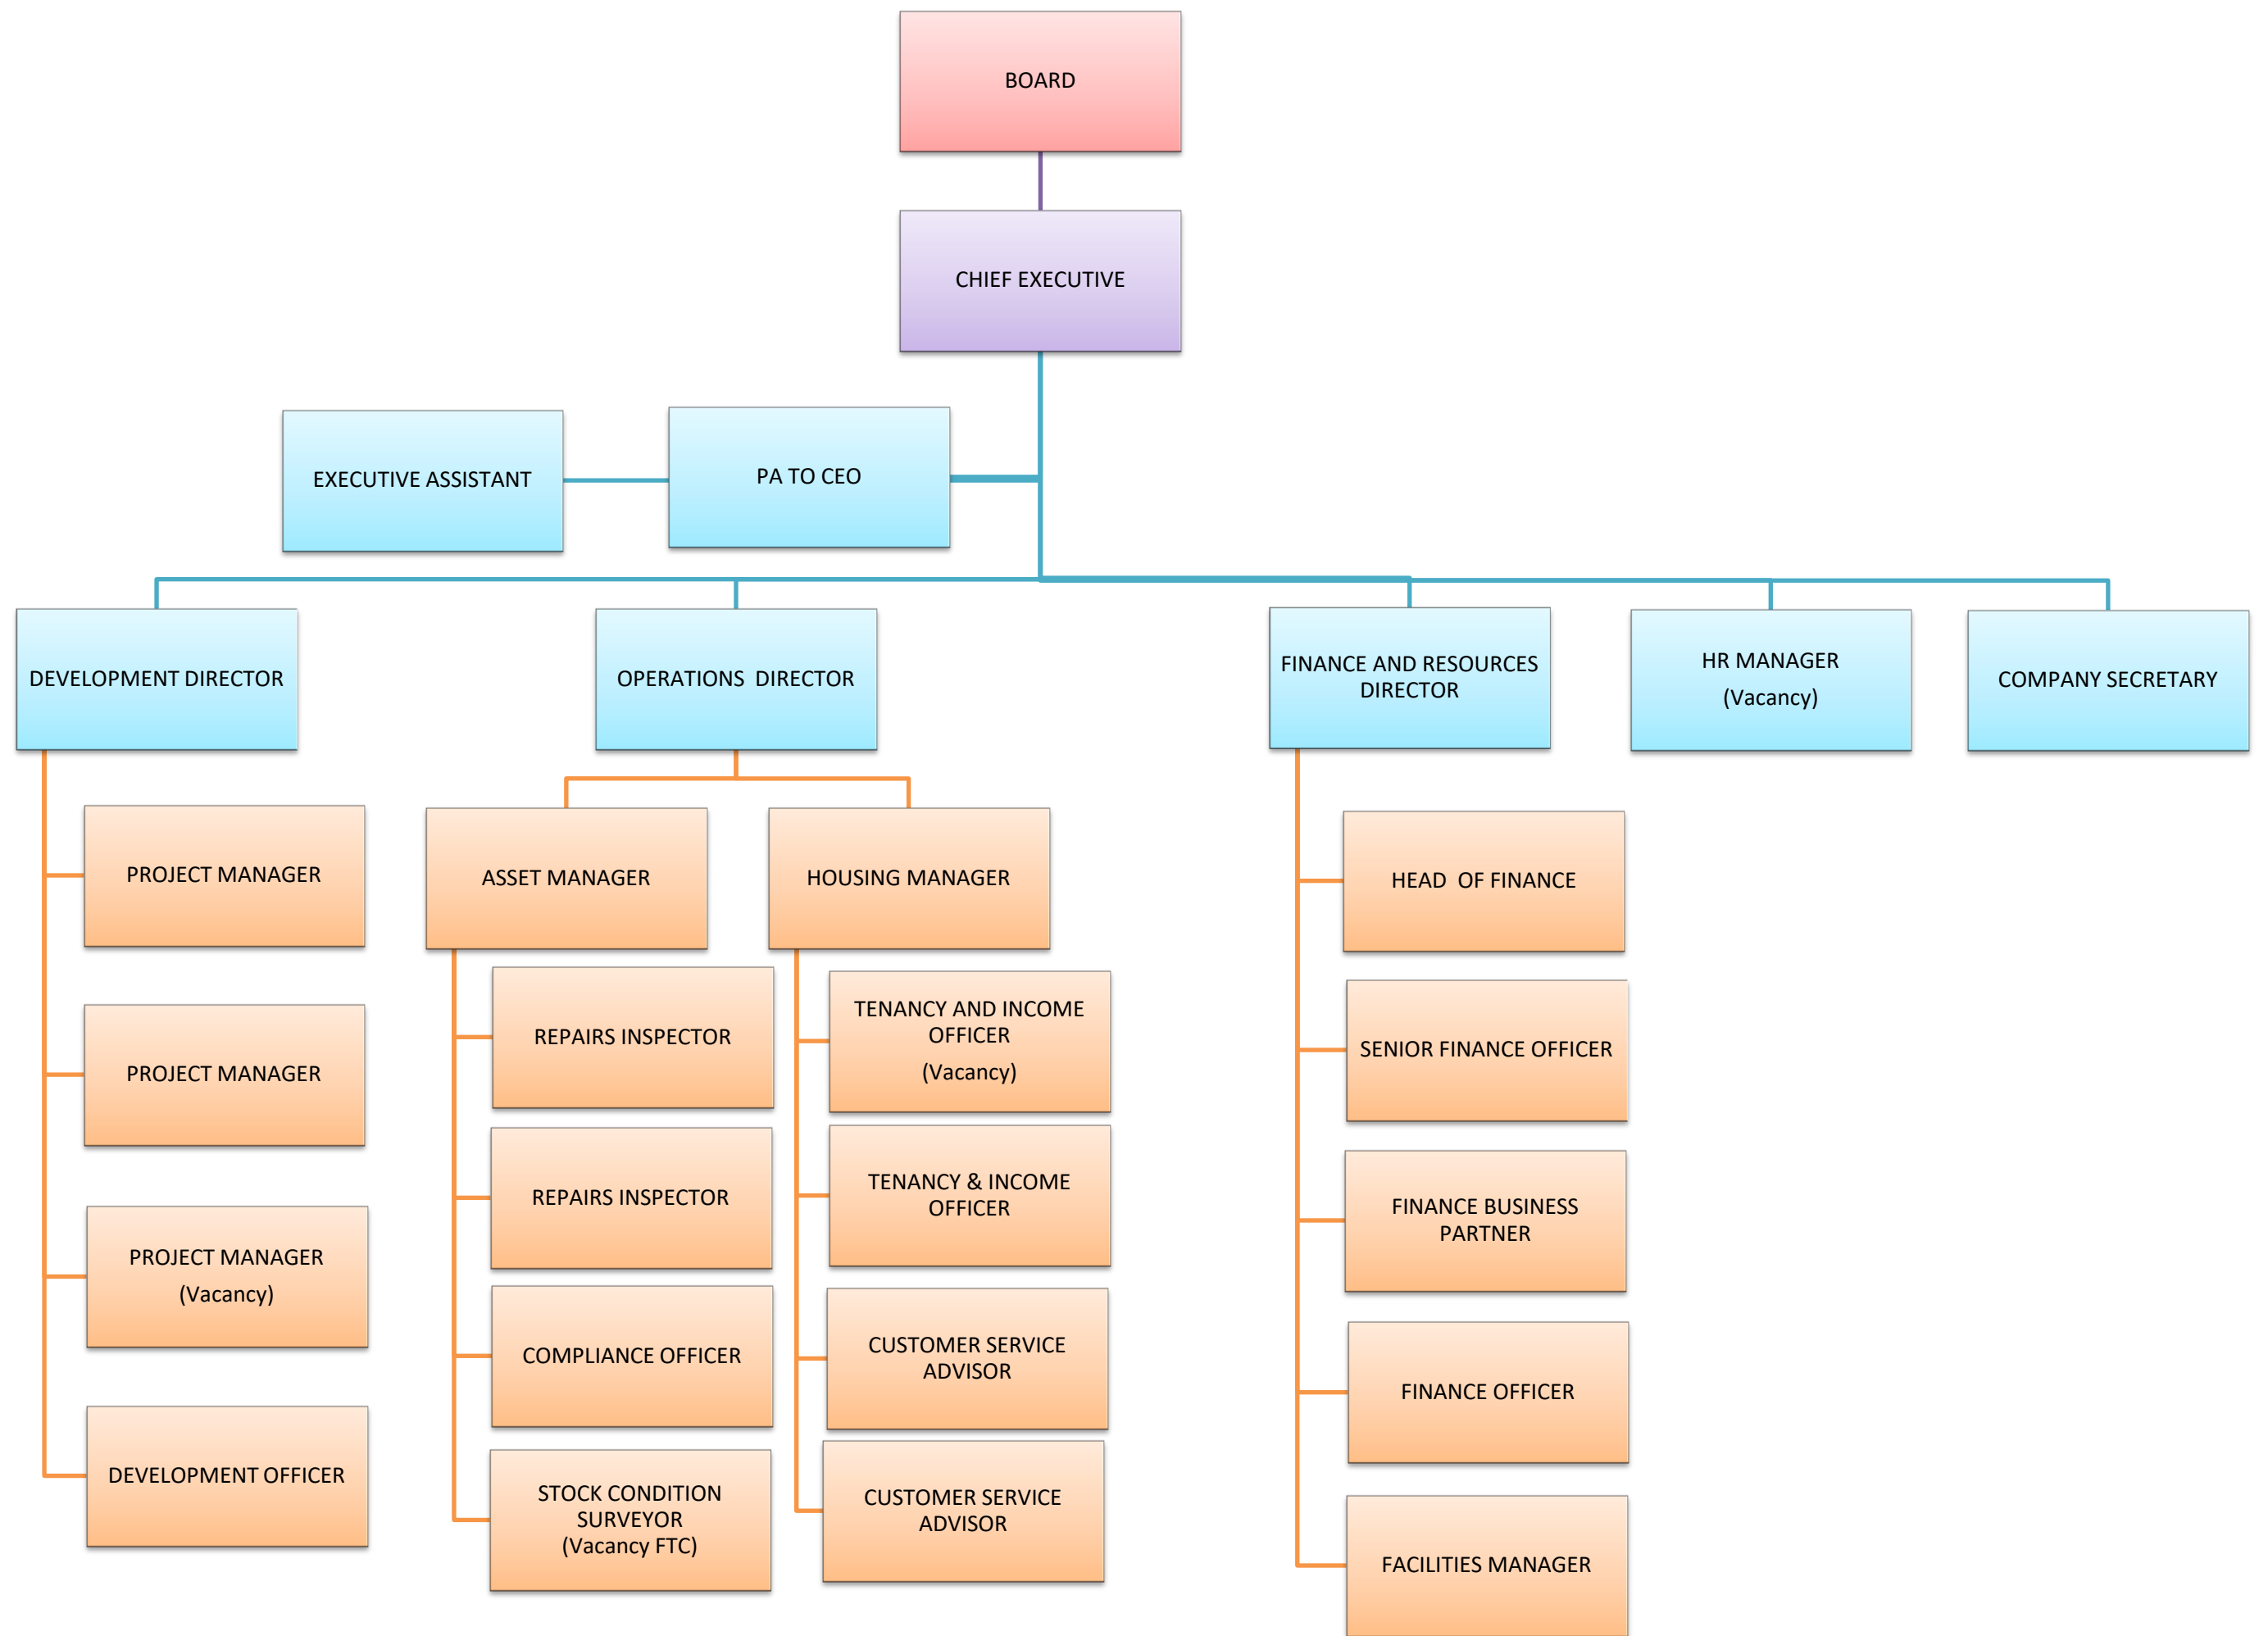 BOARD
CHIEF EXECUTIVE
EXECUTIVE ASSISTANT
PA TO CEO
DEVELOPMENT DIRECTOR
OPERATIONS  DIRECTOR
FINANCE AND RESOURCES
DIRECTOR
HR MANAGER
(Vacancy)
COMPANY SECRETARY
PROJECT MANAGER
PROJECT MANAGER
PROJECT MANAGER
(Vacancy)
DEVELOPMENT OFFICER
ASSET MANAGER
REPAIRS INSPECTOR
REPAIRS INSPECTOR
COMPLIANCE OFFICER
STOCK CONDITION
SURVEYOR
(Vacancy FTC)
HOUSING MANAGER
TENANCY AND INCOME
OFFICER
(Vacancy)
TENANCY & INCOME
OFFICER
CUSTOMER SERVICE
ADVISOR
CUSTOMER SERVICE
ADVISOR
HEAD  OF FINANCE
SENIOR FINANCE OFFICER
FINANCE BUSINESS
PARTNER
FINANCE OFFICER
FACILITIES MANAGER